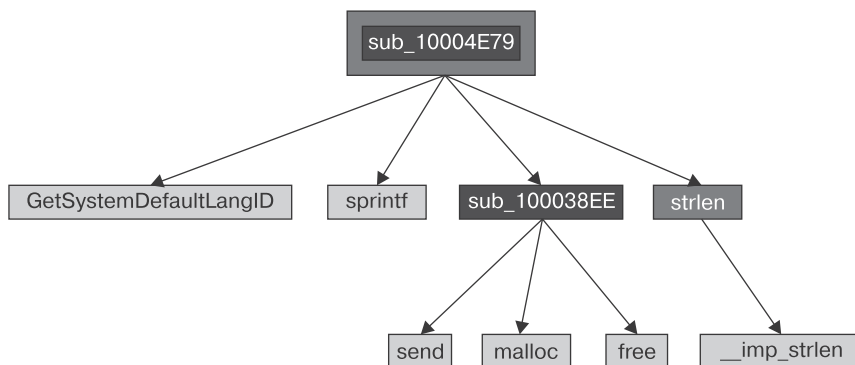 sub_10004E79
GetSystemDefaultLangID
sprintf
sub_100038EE
strlen
send
malloc
free
__imp_strlen